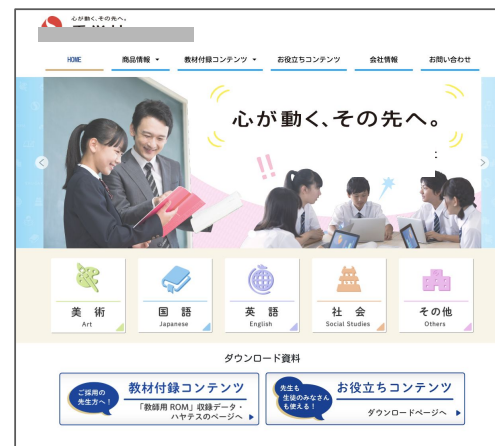 心が動く、その先へ。
HOME 商品情報 ▾ 教材付録コンテンツ ▾ お役立ちコンテンツ 会社情報 お問い合わせ
心が動く、その先へ。
美術 国語 英語 社会 その他
Art Japanese English Social Studies Others
ダウンロード資料
ご採用の
先生方へ！
教材付録コンテンツ
「教師用 ROM」収録データ・
ハヤテスのページへ ▶
先生も
生徒のみなさん
も使える！
お役立ちコンテンツ
ダウンロードページへ ▶